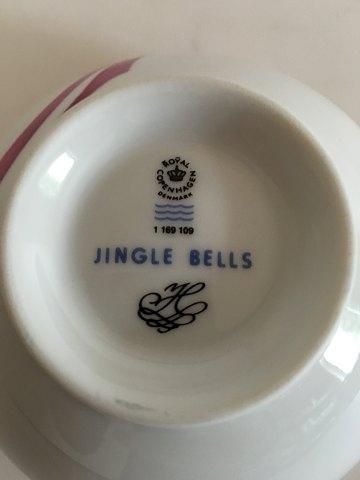 ROYAL
COPENHAGEN
DENMARK
1 169 109
JINGLE BELLS